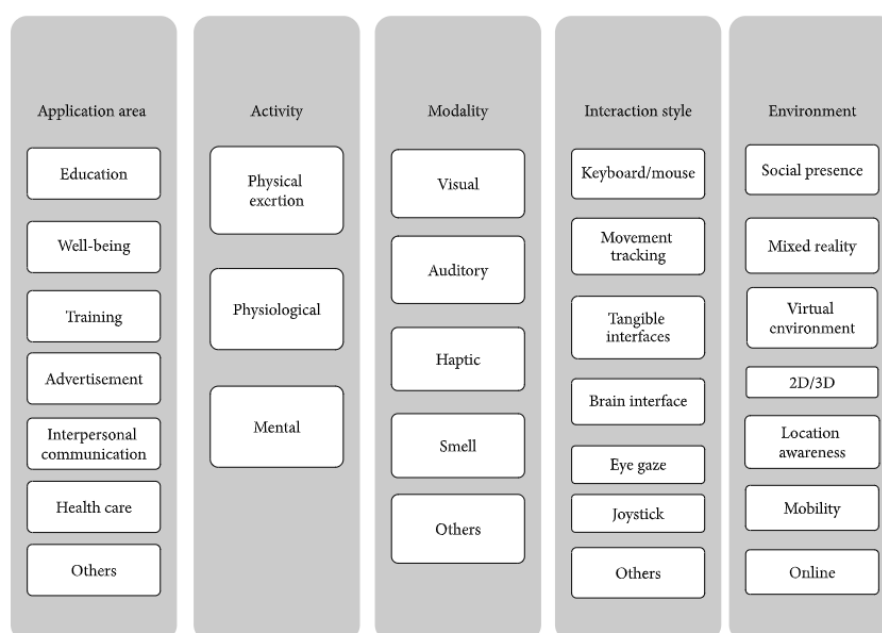 Application area
Education
Well-being
Training
Advertisement
Interpersonal
communication
Health care
Others
Activity
Physical
exertion
Physiological
Mental
Modality
Visual
Auditory
Haptic
Smell
Others
Interaction style
Keyboard/mouse
Movement
tracking
Tangible
interfaces
Brain interface
Eye gaze
Joystick
Others
Environment
Social presence
Mixed reality
Virtual
environment
2D/3D
Location
awareness
Mobility
Online